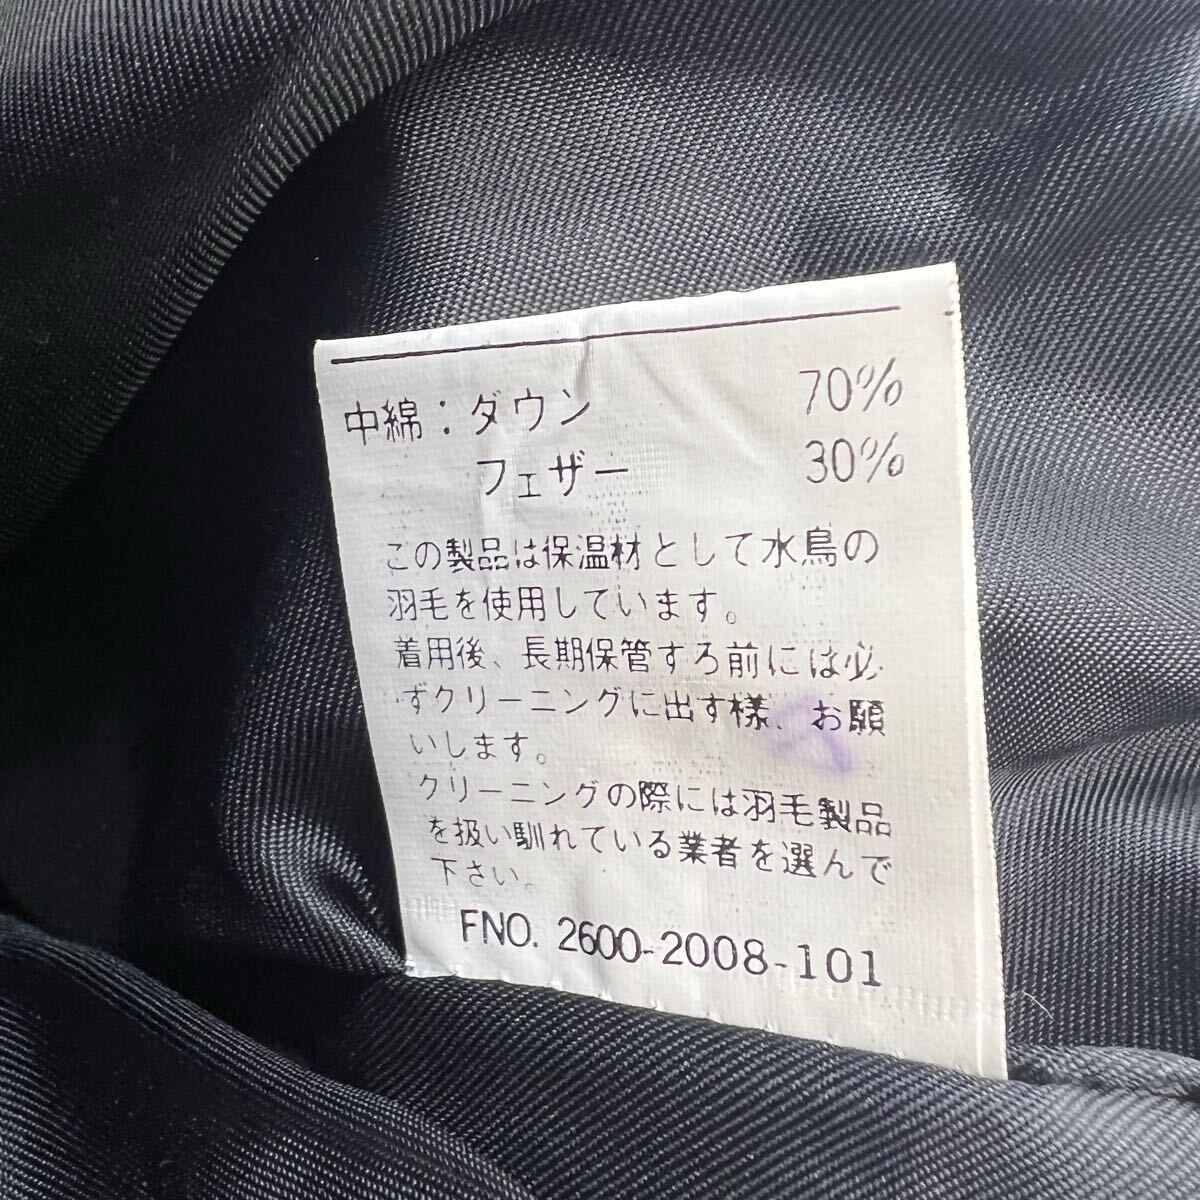 中綿：ダウン 70%
フェザー 30%
この製品は保温材として水鳥の
羽毛を使用しています。
着用後、長期保管する前には必
ずクリーニングに出す様、お願
いします。
クリーニングの際には羽毛製品
を扱い馴れている業者を選んで
下さい。
FNO. 2600-2008-101